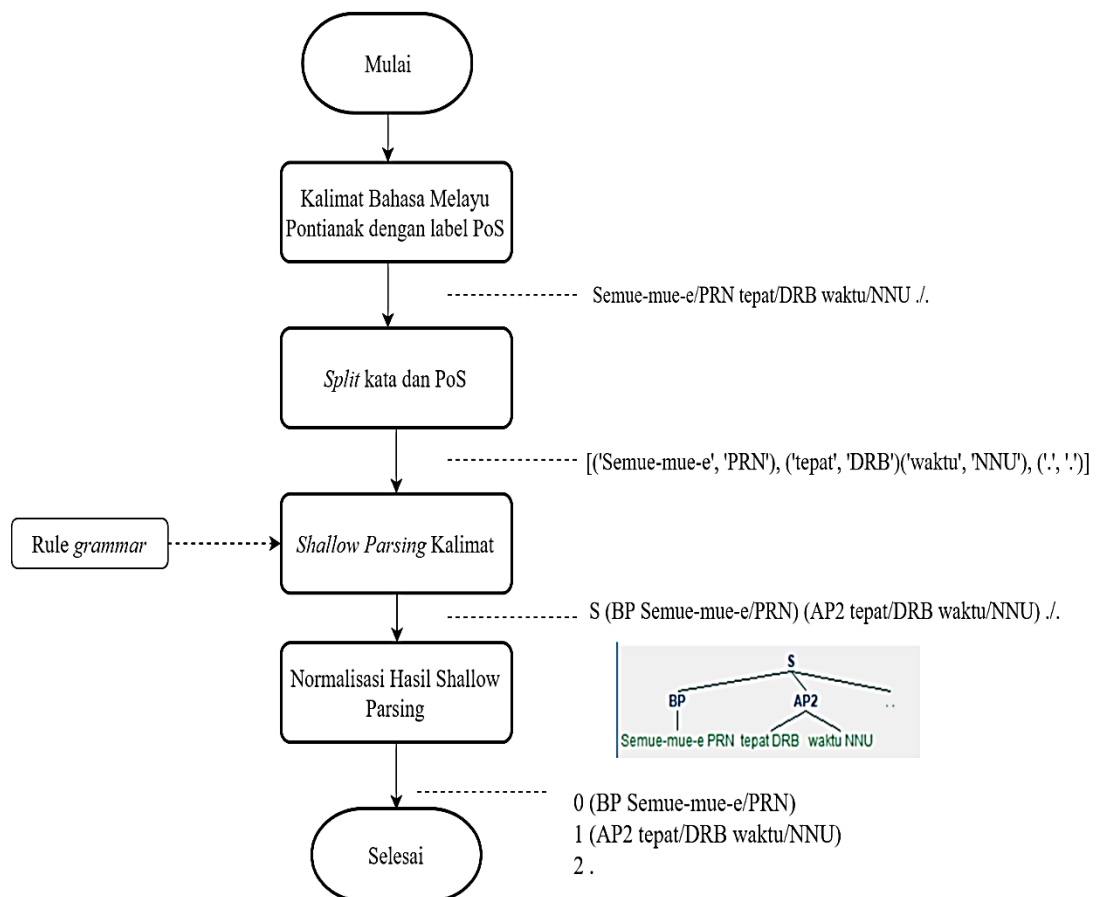 Mulai
Kalimat Bahasa Melayu
Pontianak dengan label PoS
Semue-mue-e/PRN tepat/DRB waktu/NNU ./.
Split kata dan PoS
[('Semue-mue-e', 'PRN'), ('tepat', 'DRB')('waktu', 'NNU'), ('.', '.')]
Rule grammar
Shallow Parsing Kalimat
S (BP Semue-mue-e/PRN) (AP2 tepat/DRB waktu/NNU) ./.
Normalisasi Hasil Shallow
Parsing
S
BP AP2 . .
Semue-mue-e PRN tepat DRB waktu NNU
0 (BP Semue-mue-e/PRN)
1 (AP2 tepat/DRB waktu/NNU)
2 .
Selesai